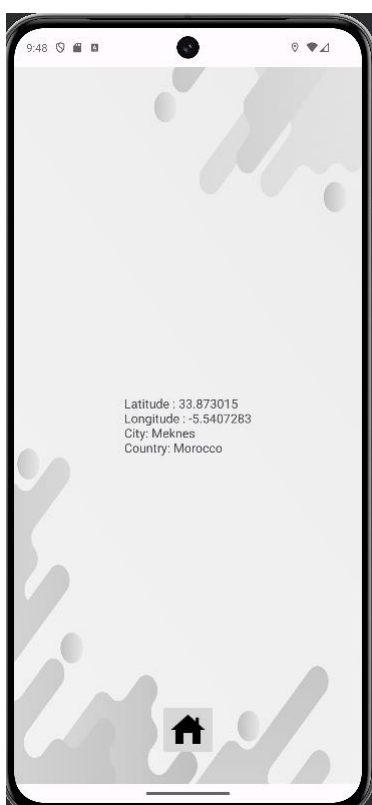 9:48
Latitude : 33.873015
Longitude : -5.5407283
City: Meknes
Country: Morocco